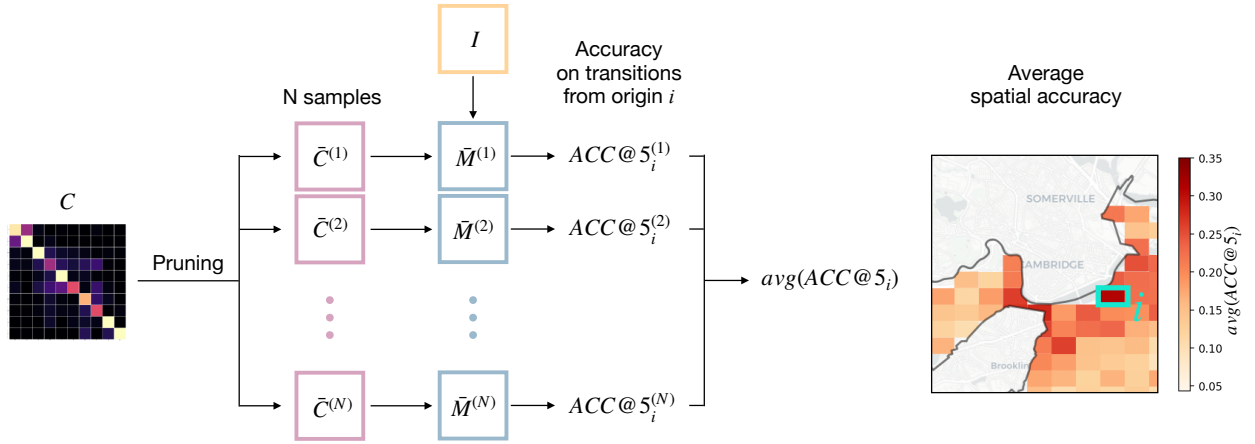 I
Accuracy
on transitions
from origin i
N samples
Average
spatial accuracy
C̄⁽¹⁾
M̄⁽¹⁾
ACC@5ᵢ⁽¹⁾
C
C̄⁽²⁾
M̄⁽²⁾
ACC@5ᵢ⁽²⁾
Pruning
avg(ACC@5ᵢ)
C̄⁽ᴺ⁾
M̄⁽ᴺ⁾
ACC@5ᵢ⁽ᴺ⁾
SOMERVILLE
AMBRIDGE
i
Brooklin
0.35
0.30
0.25
0.20
0.15
0.10
0.05
avg(ACC@5ᵢ)